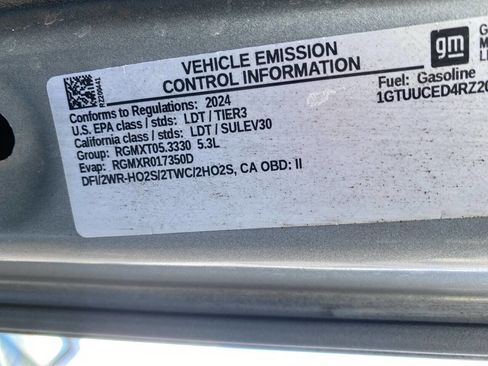 VEHICLE EMISSION
CONTROL INFORMATION
gm
Conforms to Regulations: 2024
U.S. EPA class / stds: LDT / TIER3
California class / stds: LDT / SULEV30
Group: RGMXT05.3330 5.3L
Evap: RGMXR017350D
DFI/2WR-HO2S/2TWC/2HO2S, CA OBD: II
Fuel: Gasoline
1GTUUCED4RZ20